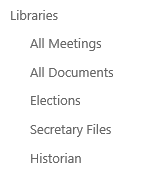 Libraries
All Meetings
All Documents
Elections
Secretary Files
Historian